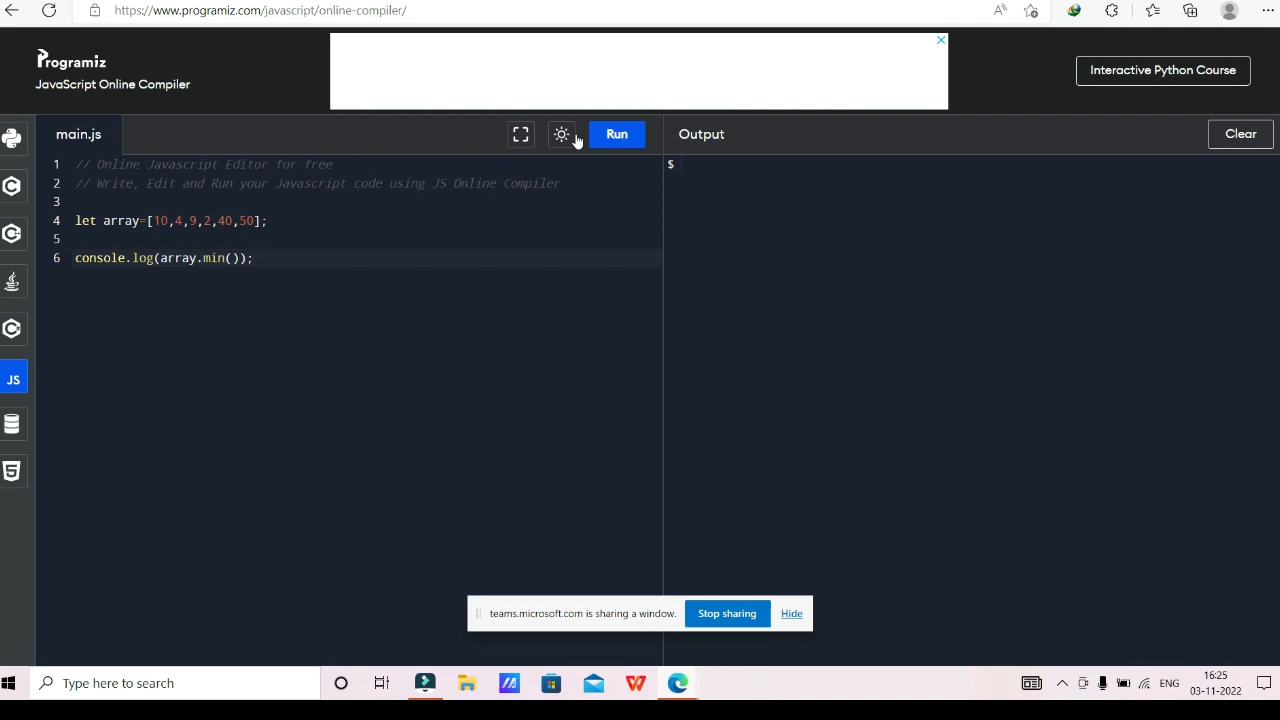 https://www.programiz.com/javascript/online-compiler/
Programiz
JavaScript Online Compiler
Interactive Python Course
main.js
Run
Output
Clear
1 // Online Javascript Editor for free
2 // Write, Edit and Run your Javascript code using JS Online Compiler
3
4 let array=[10,4,9,2,40,50];
5
6 console.log(array.min());
$
JS
teams.microsoft.com is sharing a window.
Stop sharing
Hide
Type here to search
ENG
16:25
03-11-2022